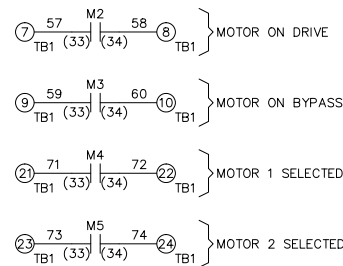 57 M2 58
7 8 MOTOR ON DRIVE
TB1 (33) (34) TB1
59 M3 60
9 10 MOTOR ON BYPASS
TB1 (33) (34) TB1
71 M4 72
21 22 MOTOR 1 SELECTED
TB1 (33) (34) TB1
73 M5 74
23 24 MOTOR 2 SELECTED
TB1 (33) (34) TB1